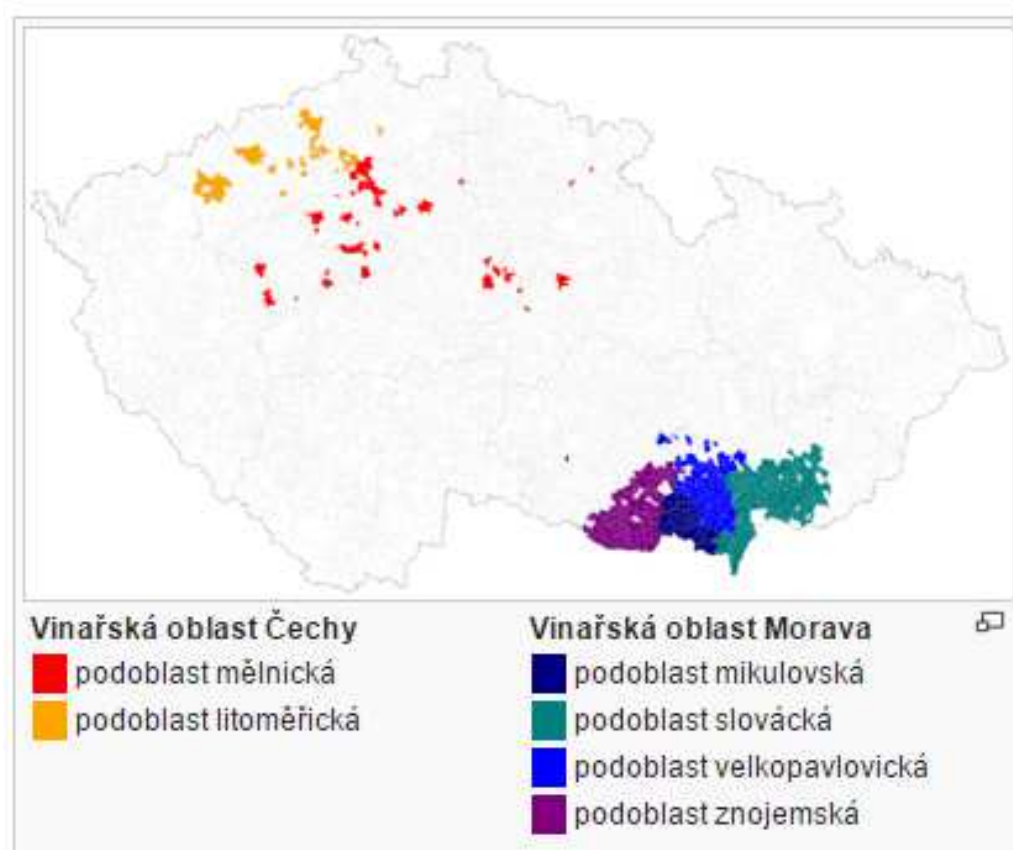 Vinařská oblast Čechy
podoblast mělnická
podoblast litoměřická
Vinařská oblast Morava
podoblast mikulovská
podoblast slovácká
podoblast velkopavlovická
podoblast znojemská